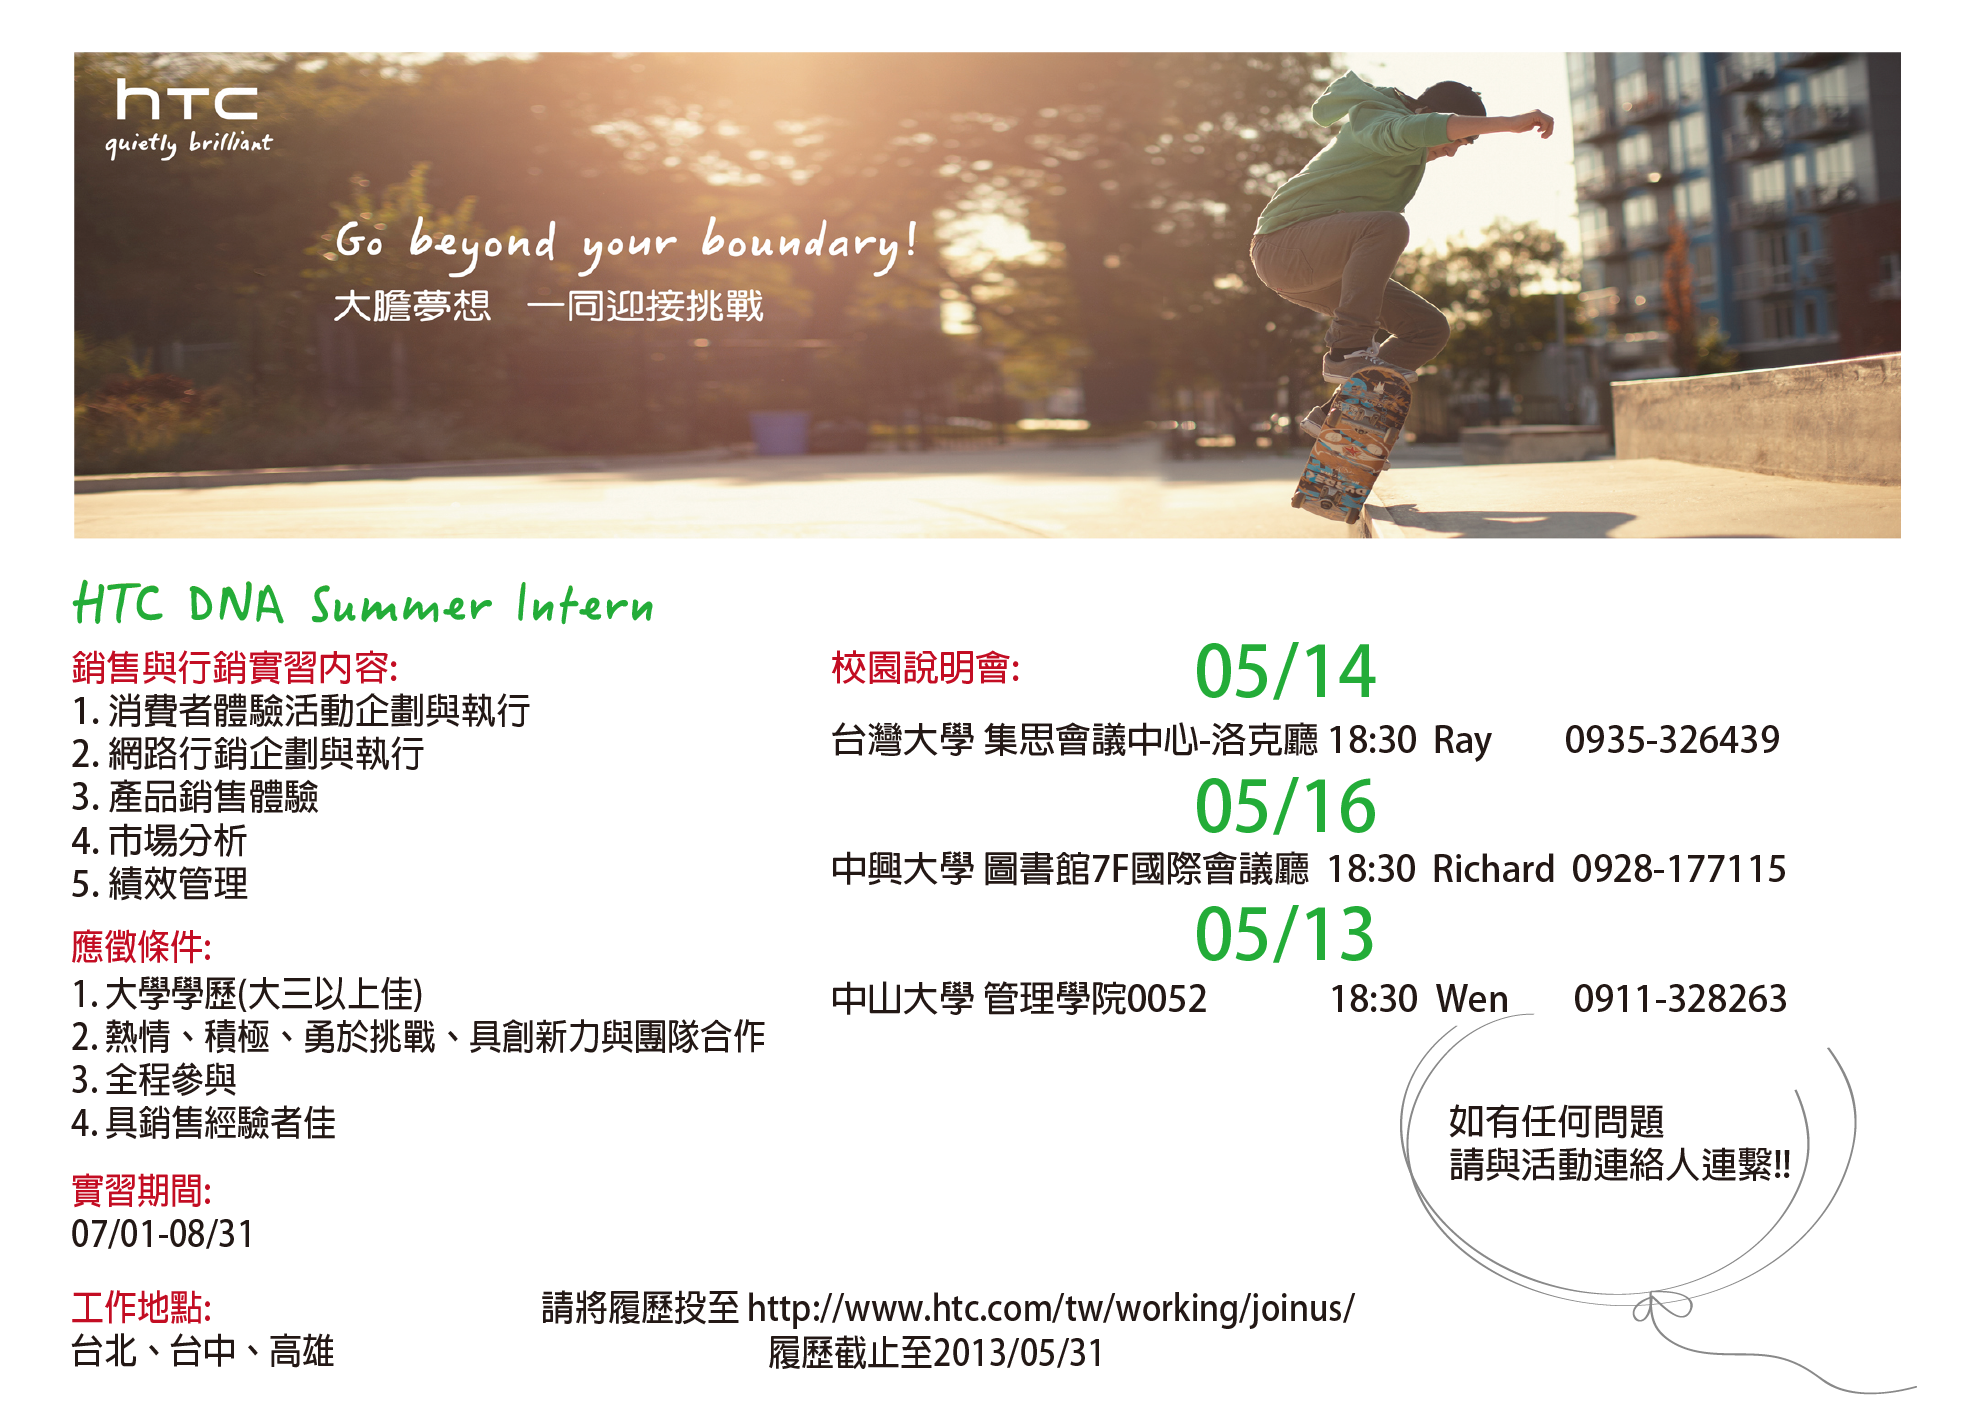 hTC
quietly brilliant
Go beyond your boundary!
大膽夢想 一同迎接挑戰
HTC DNA Summer Intern
銷售與行銷實習內容:
1. 消費者體驗活動企劃與執行
2. 網路行銷企劃與執行
3. 產品銷售體驗
4. 市場分析
5. 績效管理
應徵條件:
1. 大學學歷(大三以上佳)
2. 熱情、積極、勇於挑戰、具創新力與團隊合作
3. 全程參與
4. 具銷售經驗者佳
實習期間:
07/01-08/31
工作地點:
台北、台中、高雄
校園說明會: 05/14
台灣大學 集思會議中心-洛克廳 18:30 Ray 0935-326439
05/16
中興大學 圖書館7F國際會議廳 18:30 Richard 0928-177115
05/13
中山大學 管理學院0052 18:30 Wen 0911-328263
如有任何問題
請與活動連絡人連繫!!
請將履歷投至 http://www.htc.com/tw/working/joinus/
履歷截止至2013/05/31